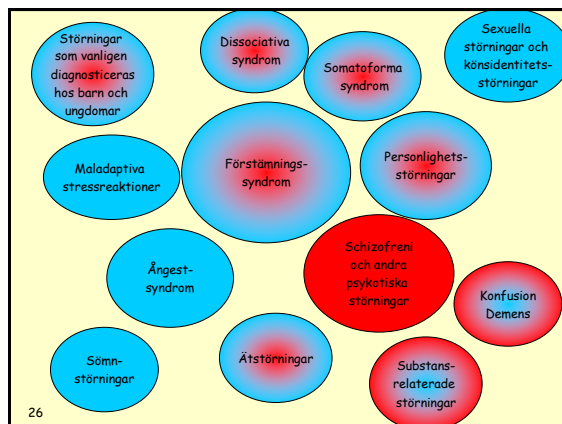 Störningar
som vanligen
diagnosticeras
hos barn och
ungdomar
Dissociativa
syndrom
Somatoforma
syndrom
Sexuella
störningar och
könsidentitets-
störningar
Maladaptiva
stressreaktioner
Förstämnings-
syndrom
Personlighets-
störningar
Ångest-
syndrom
Schizofreni
och andra
psykotiska
störningar
Konfusion
Demens
Sömn-
störningar
Ätstörningar
Substans-
relaterade
störningar
26